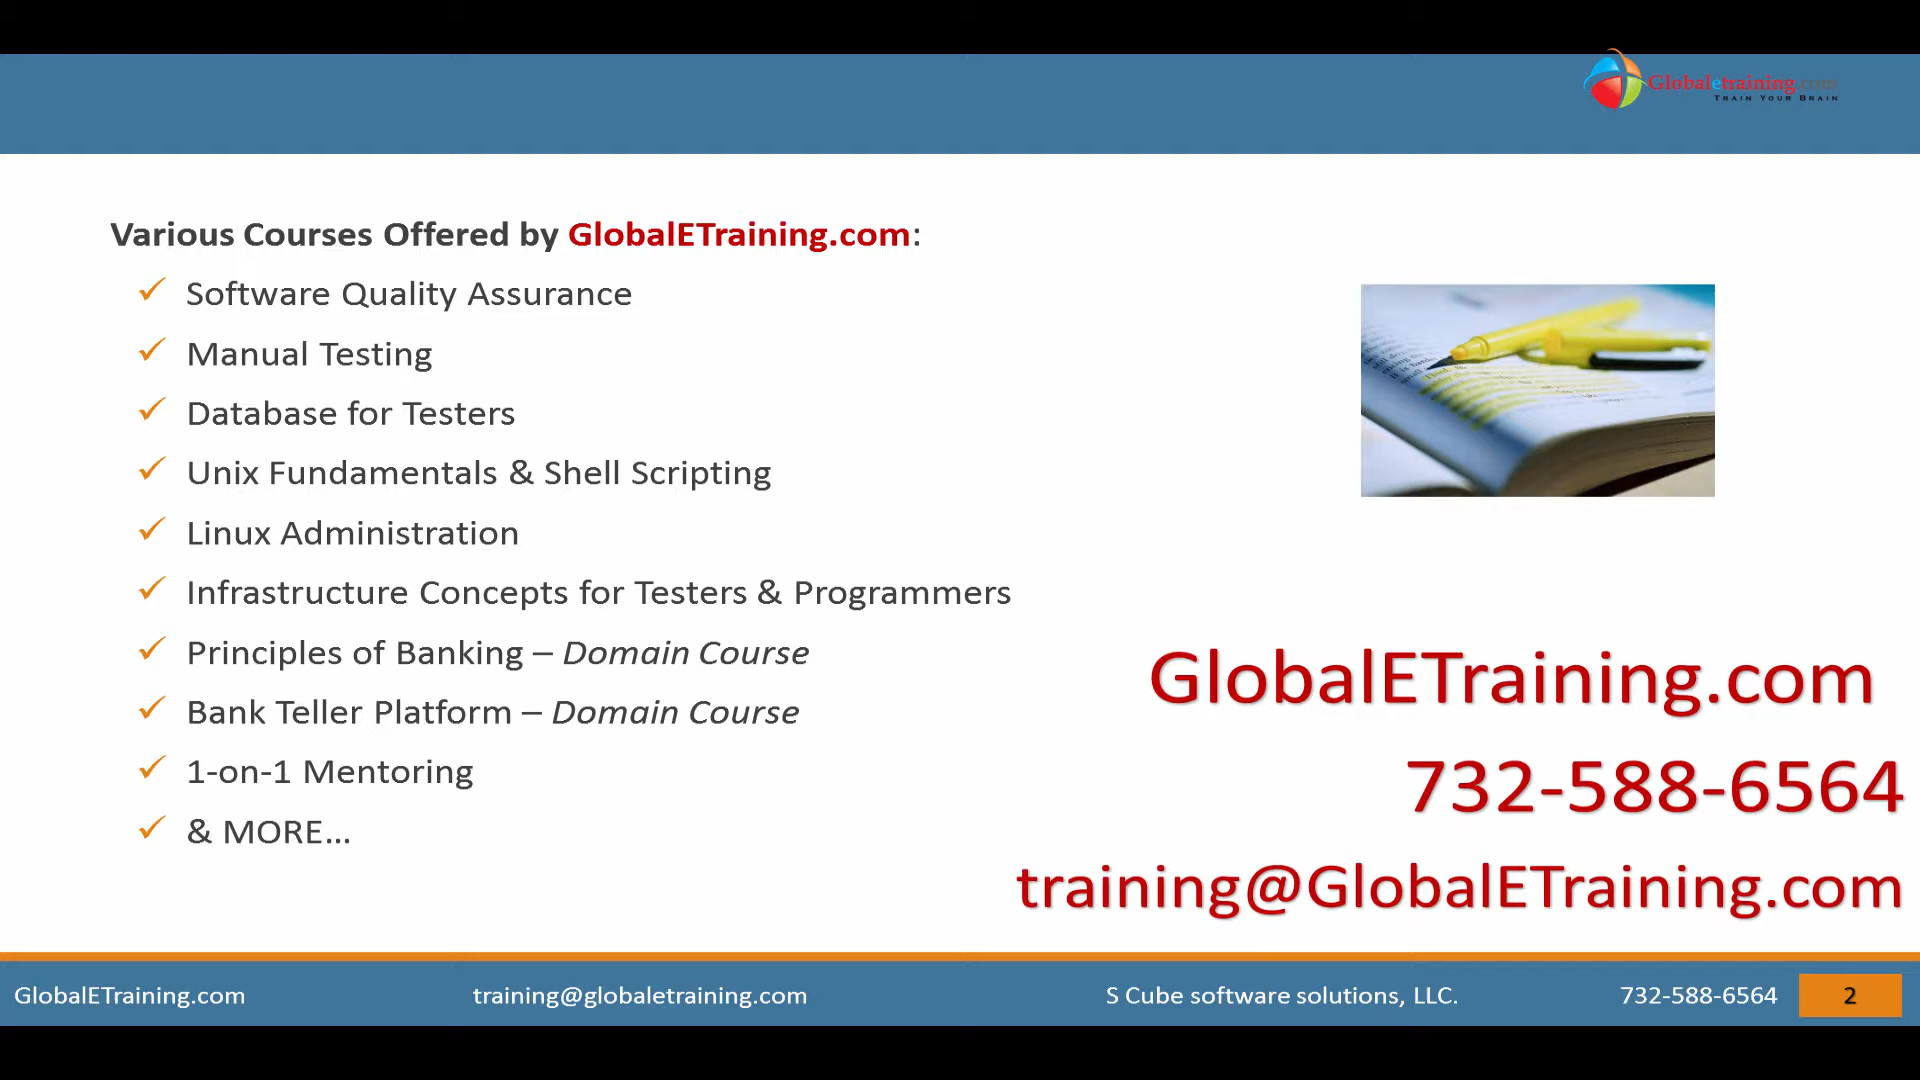 Globaletraining.com
TRAIN YOUR BRAIN
Various Courses Offered by GlobalETraining.com:
✓ Software Quality Assurance
✓ Manual Testing
✓ Database for Testers
✓ Unix Fundamentals & Shell Scripting
✓ Linux Administration
✓ Infrastructure Concepts for Testers & Programmers
✓ Principles of Banking – Domain Course
✓ Bank Teller Platform – Domain Course
✓ 1-on-1 Mentoring
✓ & MORE...
GlobalETraining.com
732-588-6564
training@GlobalETraining.com
GlobalETraining.com training@globaletraining.com S Cube software solutions, LLC. 732-588-6564 2